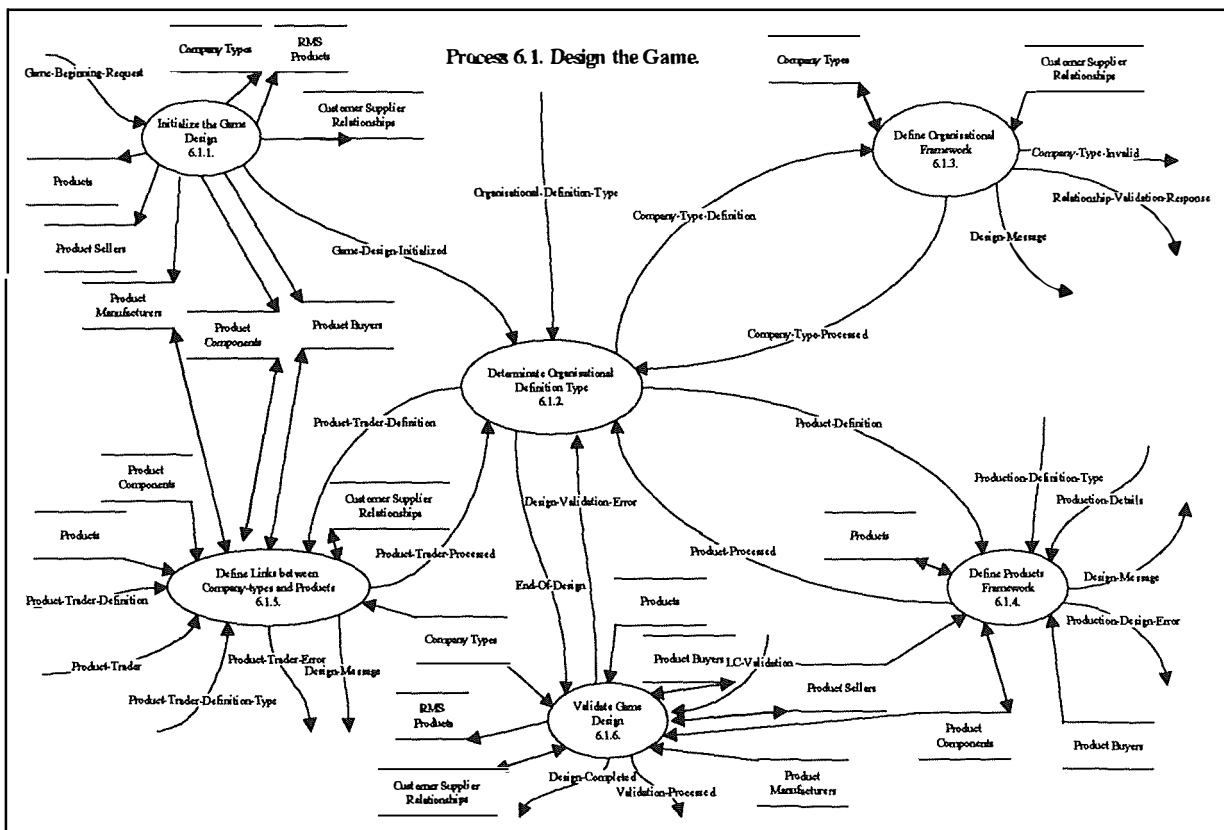 Process 6.1. Design the Game.
Company Types
RMS
Products
Game-Beginning-Request
Customer Supplier
Relationships
Initialize the Game
Design
6.1.1.
Products
Product Sellers
Product
Manufacturers
Product
Components
Product Buyers
Game-Design-Initialized
Organisational-Definition-Type
Company-Type-Definition
Company Types
Customer Supplier
Relationships
Define Organisational
Framework
6.1.3.
Company-Type-Invalid
Relationship-Validation-Response
Design-Message
Company-Type-Processed
Determinate Organisational
Definition Type
6.1.2.
Product-Trader-Definition
Product-Definition
Product
Components
Customer Supplier
Relationships
Design-Validation-Error
Production-Definition-Type
Production-Details
Products
Product-Trader-Processed
Product-Processed
Products
Define Links between
Company-types and Products
6.1.5.
End-Of-Design
Define Products
Framework
6.1.4.
Design-Message
Product-Trader-Definition
Products
Production-Design-Error
Company Types
Product-Trader
Product-Trader-Error
Design-Message
Product-Trader-Definition-Type
Product Buyers
LC-Validation
Product Sellers
RMS
Products
Validate Game
Design
6.1.6.
Product
Components
Product Buyers
Customer Supplier
Relationships
Design-Completed
Validation-Processed
Product
Manufacturers